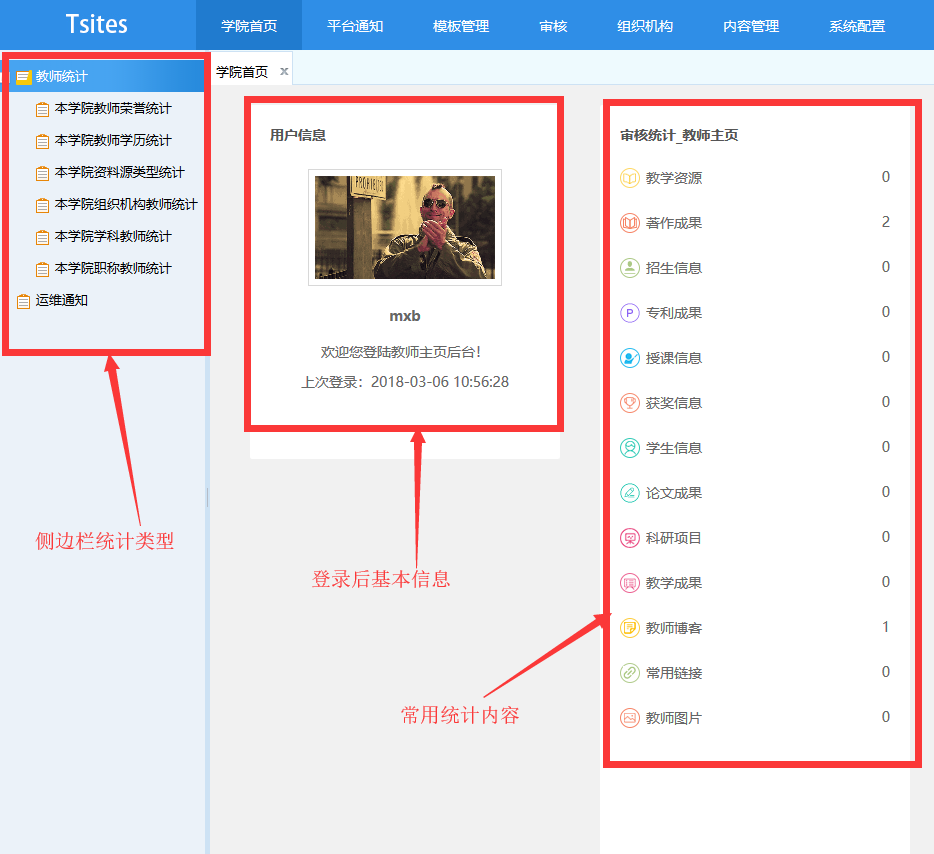 Tsites
学院首页 平台通知 模板管理 审核 组织机构 内容管理 系统配置
教师统计
本学院教师荣誉统计
本学院教师学历统计
本学院资料源类型统计
本学院组织机构教师统计
本学院学科教师统计
本学院职称教师统计
运维通知
侧边栏统计类型
学院首页 x
用户信息
PROHIBITED
mxb
欢迎您登陆教师主页后台！
上次登录：2018-03-06 10:56:28
登录后基本信息
常用统计内容
审核统计_教师主页
教学资源 0
著作成果 2
招生信息 0
P 专利成果 0
授课信息 0
获奖信息 0
学生信息 0
论文成果 0
科研项目 0
教学成果 0
教师博客 1
常用链接 0
教师图片 0